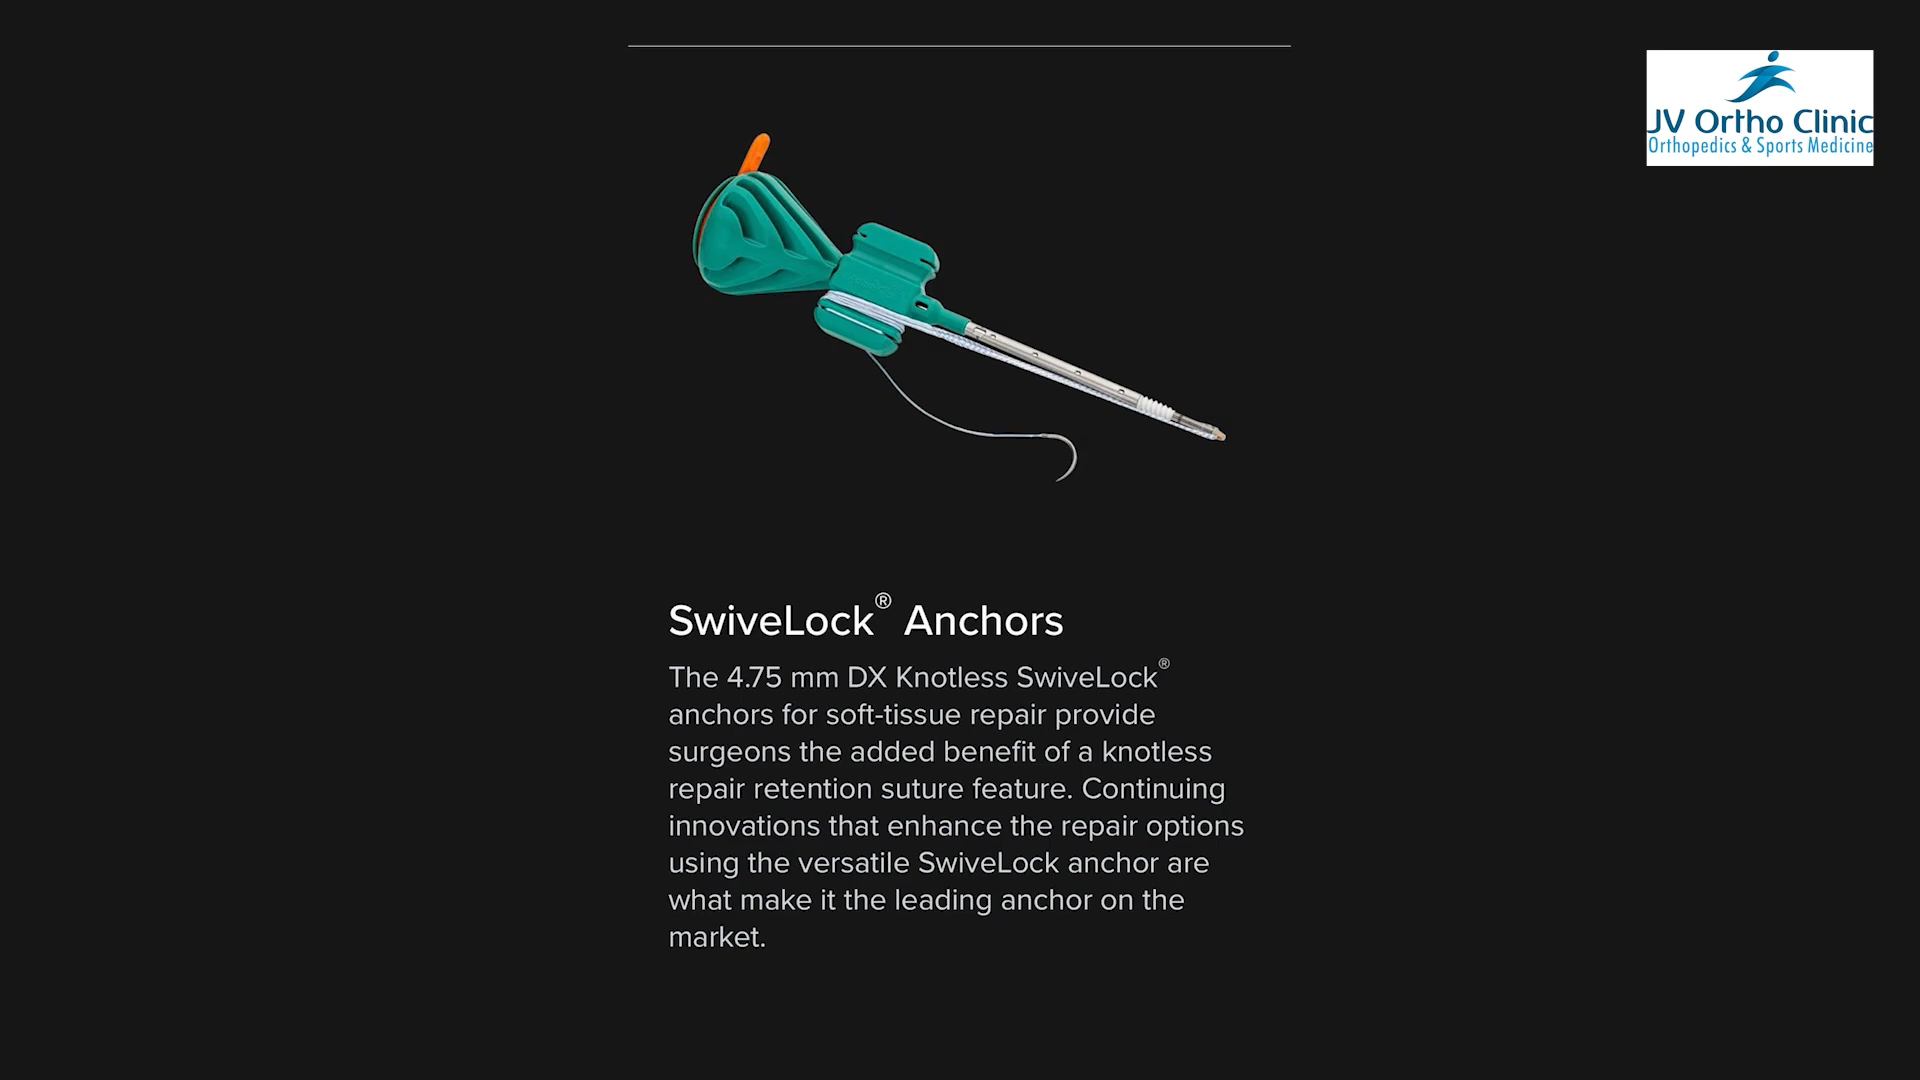 JV Ortho Clinic
Orthopedics & Sports Medicine
SwiveLock® Anchors
The 4.75 mm DX Knotless SwiveLock®
anchors for soft-tissue repair provide
surgeons the added benefit of a knotless
repair retention suture feature. Continuing
innovations that enhance the repair options
using the versatile SwiveLock anchor are
what make it the leading anchor on the
market.